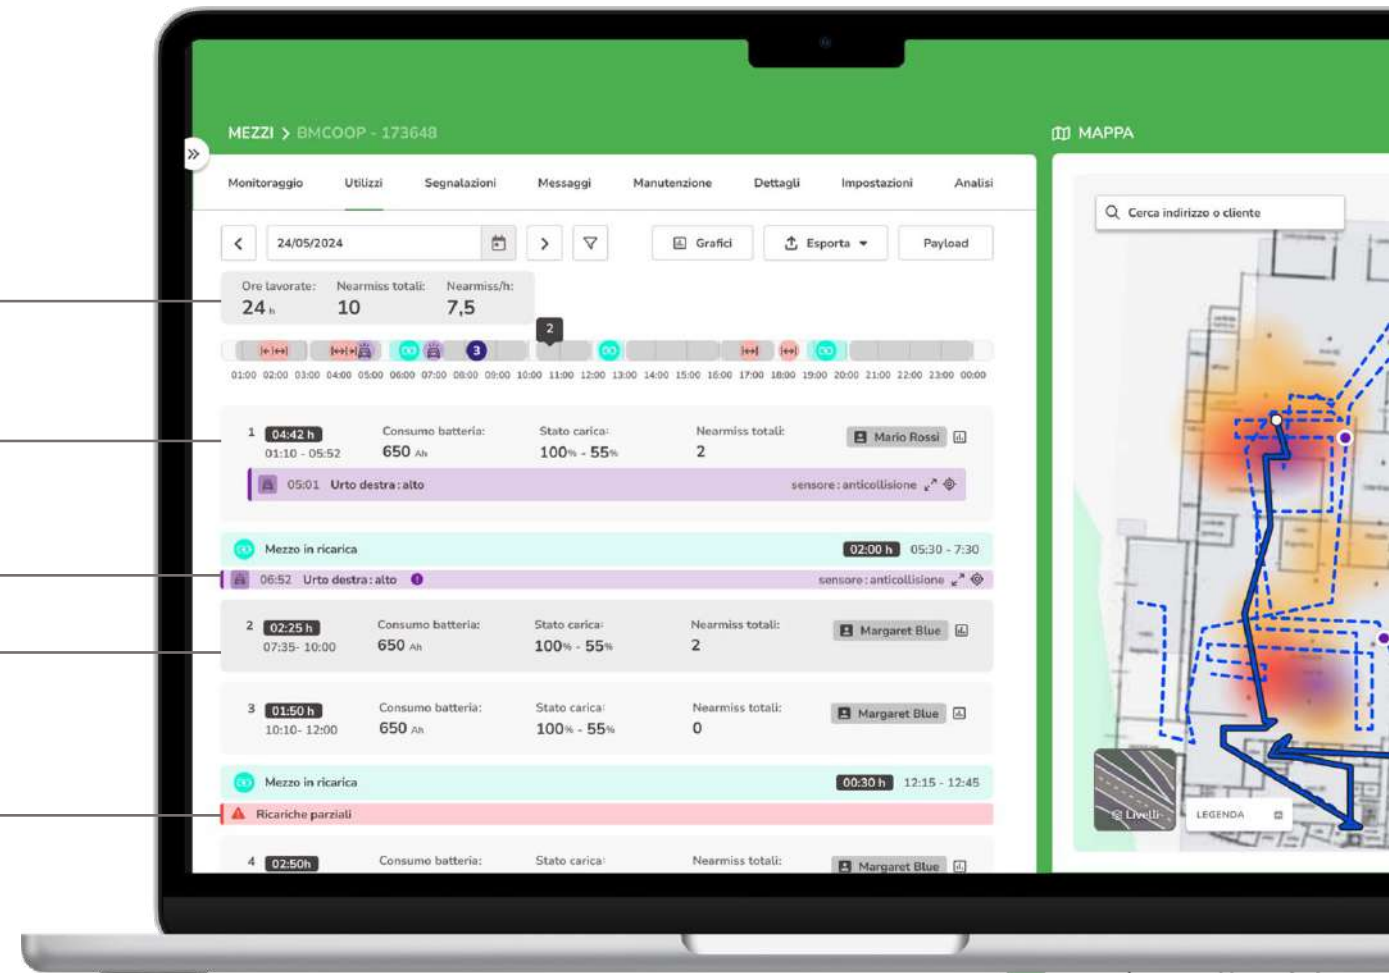 MEZZI > BMCOOP - 173648
MAPPA
Monitoraggio Utilizzi Segnalazioni Messaggi Manutenzione Dettagli Impostazioni Analisi
Cerca indirizzo o cliente
24/05/2024 Grafici Esporta Payload
Ore lavorate: Nearmiss totali: Nearmiss/h:
24 h 10 7,5
2
3
01:00 02:00 03:00 04:00 05:00 06:00 07:00 08:00 09:00 10:00 11:00 12:00 13:00 14:00 15:00 16:00 17:00 18:00 19:00 20:00 21:00 22:00 23:00 00:00
1 04:42 h Consumo batteria: Stato carica: Nearmiss totali: Mario Rossi
01:10 - 05:52 650 Ah 100% - 55% 2
05:01 Urto destra : alto sensore : anticollisione
Mezzo in ricarica 02:00 h 05:30 - 7:30
06:52 Urto destra : alto sensore : anticollisione
2 02:25 h Consumo batteria: Stato carica: Nearmiss totali: Margaret Blue
07:35- 10:00 650 Ah 100% - 55% 2
3 01:50 h Consumo batteria: Stato carica: Nearmiss totali: Margaret Blue
10:10- 12:00 650 Ah 100% - 55% 0
Mezzo in ricarica 00:30 h 12:15 - 12:45
Ricariche parziali
4 02:50h Consumo batteria: Stato carica: Nearmiss totali: Margaret Blue
Livelli
LEGENDA